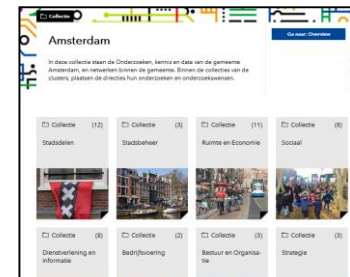 Collectie
Amsterdam
Ga naar: Overview
In deze collectie staan de Onderzoeken, kennis en data van de gemeente
Amsterdam, en netwerken binnen de gemeente. Binnen de collecties van de
clusters, plaatsen de directies hun onderzoeken en onderzoekswensen.
Collectie (12)
Stadsdelen
Collectie (3)
Stadsbeheer
Collectie (11)
Ruimte en Economie
Collectie (8)
Sociaal
Collectie (8)
Dienstverlening en
Informatie
Collectie (2)
Bedrijfsvoering
Collectie (3)
Bestuur en Organisa-
tie
Collectie (3)
Strategie